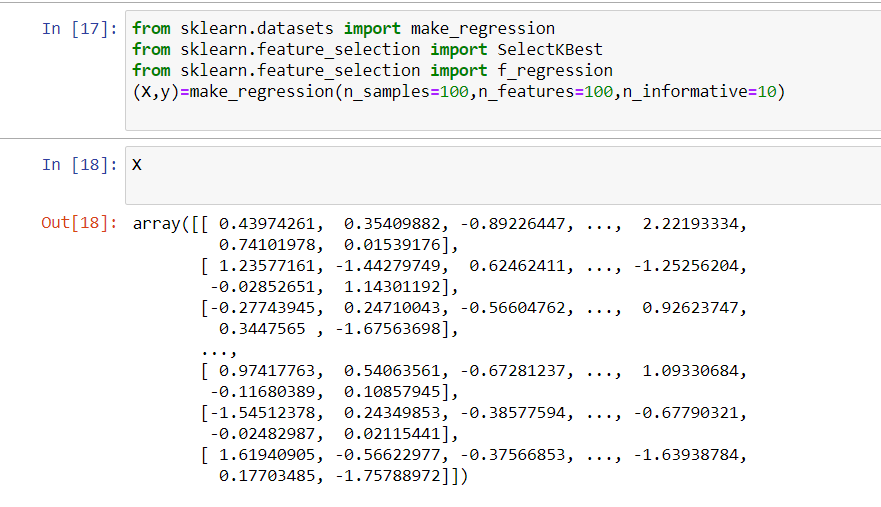 In [17]: from sklearn.datasets import make_regression
from sklearn.feature_selection import SelectKBest
from sklearn.feature_selection import f_regression
(X,y)=make_regression(n_samples=100,n_features=100,n_informative=10)
In [18]: X
Out[18]: array([[ 0.43974261,  0.35409882, -0.89226447, ...,  2.22193334,
         0.74101978,  0.01539176],
       [ 1.23577161, -1.44279749,  0.62462411, ..., -1.25256204,
        -0.02852651,  1.14301192],
       [-0.27743945,  0.24710043, -0.56604762, ...,  0.92623747,
         0.3447565 , -1.67563698],
       ...,
       [ 0.97417763,  0.54063561, -0.67281237, ...,  1.09330684,
        -0.11680389,  0.10857945],
       [-1.54512378,  0.24349853, -0.38577594, ..., -0.67790321,
        -0.02482987,  0.02115441],
       [ 1.61940905, -0.56622977, -0.37566853, ..., -1.63938784,
         0.17703485, -1.75788972]])